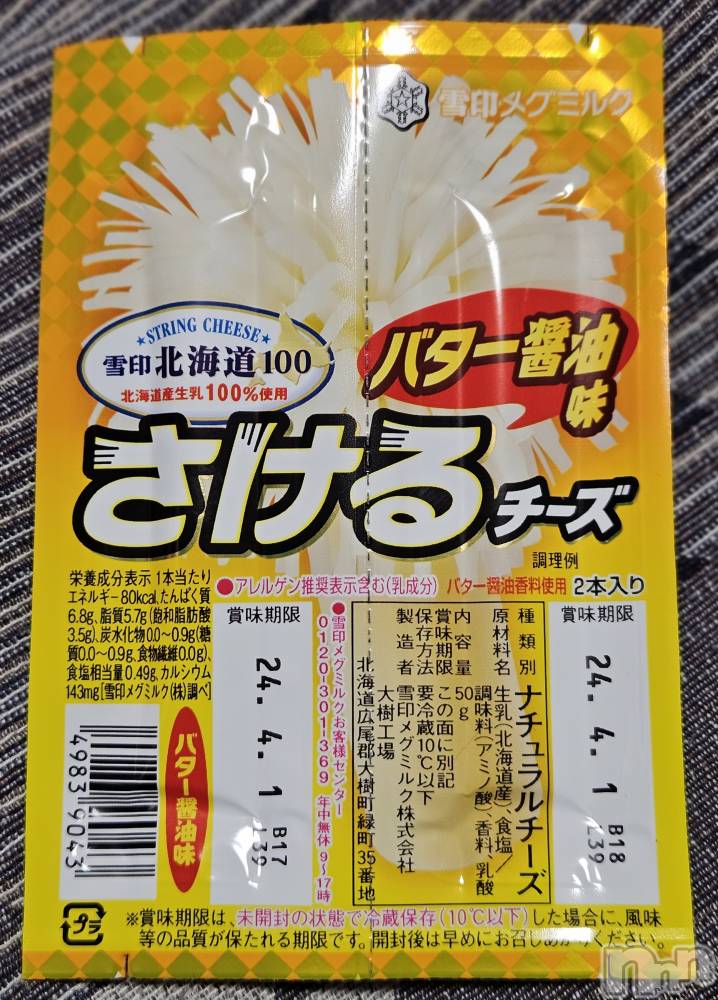 雪印メグミルク
★STRING CHEESE★
雪印北海道100
北海道産生乳100%使用
バター醤油味
さけるチーズ
調理例
●アレルゲン推奨表示含む(乳成分) バター醤油香料使用 2本入り
栄養成分表示 1本当たり
エネルギー80kcal、たんぱく質
6.8g、脂質5.7g(飽和脂肪酸
3.5g)、炭水化物0.0~0.9g(糖
質0.0~0.9g、食物繊維0.0g)、
食塩相当量0.49g、カルシウム
143mg[雪印メグミルク(株)調べ]
賞味期限
24.4.1
B17
L39
●雪印メグミルクお客様センター
0120-301-369 年中無休 9~17時
種類別 ナチュラルチーズ
原材料名 生乳(北海道産)、食塩/
調味料(アミノ酸)、香料、乳酸
内容量 50g
賞味期限 この面に別記
保存方法 要冷蔵10℃以下
製造者 雪印メグミルク株式会社
大樹工場
北海道広尾郡大樹町緑町35番地
賞味期限
24.4.1
B18
L39
バター醤油味
4983 9043
プラ
※賞味期限は、未開封の状態で冷蔵保存(10℃以下)した場合に、風味
等の品質が保たれる期限です。開封後は早めにお召しあがりください。